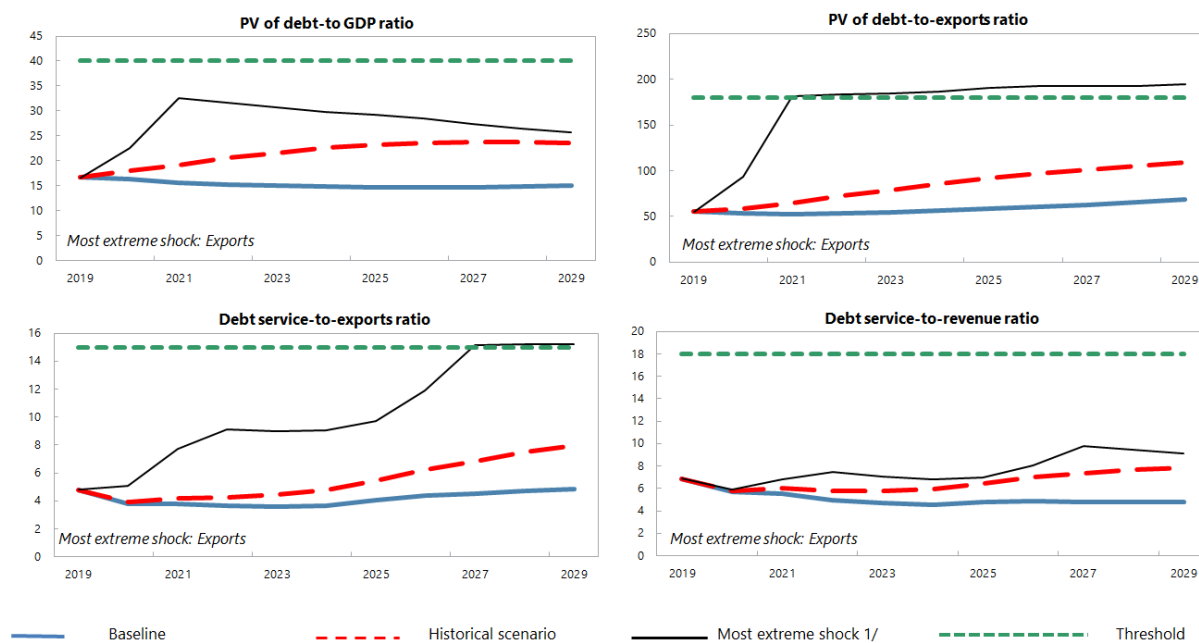 PV of debt-to GDP ratio
45
40
35
30
25
20
15
10
5
0
Most extreme shock: Exports
2019 2021 2023 2025 2027 2029
PV of debt-to-exports ratio
250
200
150
100
50
0
Most extreme shock: Exports
2019 2021 2023 2025 2027 2029
Debt service-to-exports ratio
16
14
12
10
8
6
4
2
0
Most extreme shock: Exports
2019 2021 2023 2025 2027 2029
Debt service-to-revenue ratio
20
18
16
14
12
10
8
6
4
2
0
Most extreme shock: Exports
2019 2021 2023 2025 2027 2029
Baseline Historical scenario Most extreme shock 1/ Threshold